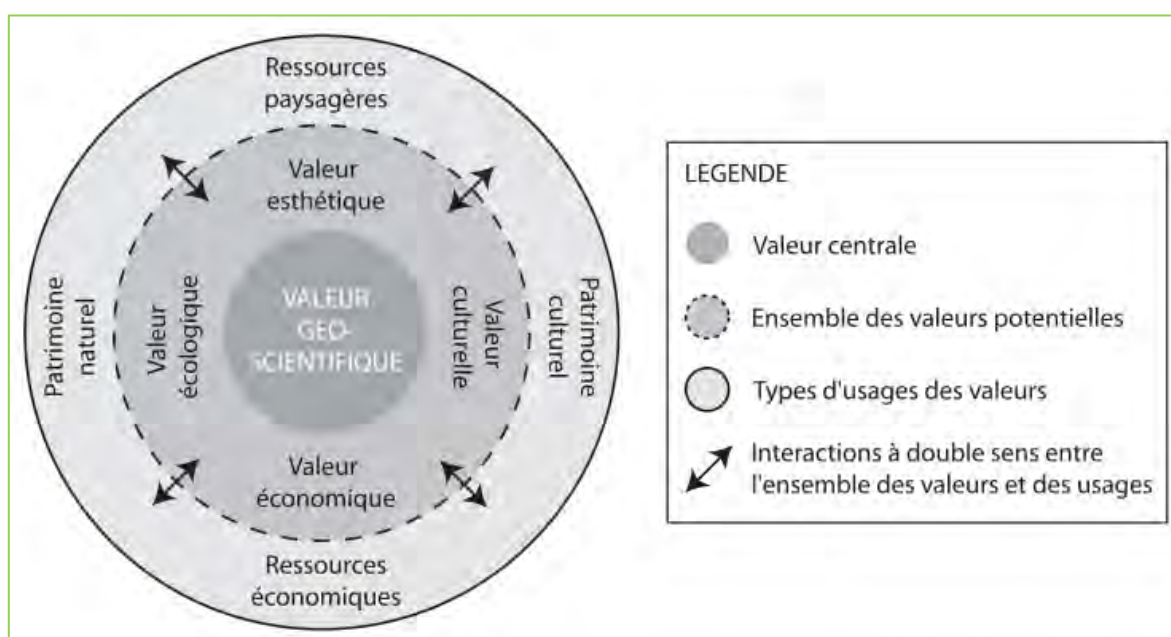 Ressources
paysagères
Valeur
esthétique
Patrimoine
naturel
Valeur
écologique
VALEUR
GEO-
SCIENTIFIQUE
Valeur
culturelle
Patrimoine
culturel
Valeur
économique
Ressources
économiques
LEGENDE
Valeur centrale
Ensemble des valeurs potentielles
Types d'usages des valeurs
Interactions à double sens entre
l'ensemble des valeurs et des usages